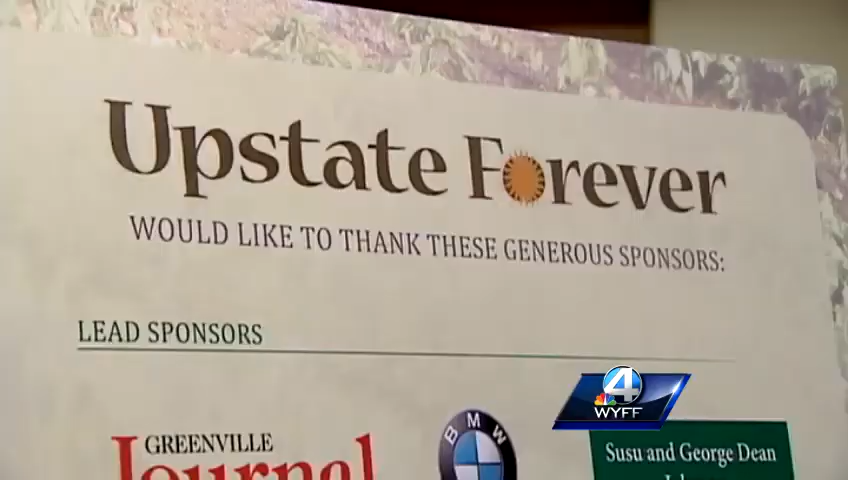 Upstate Forever
WOULD LIKE TO THANK THESE GENEROUS SPONSORS:
LEAD SPONSORS
GREENVILLE
Journal
BMW
4
WYFF
Susu and George Dean